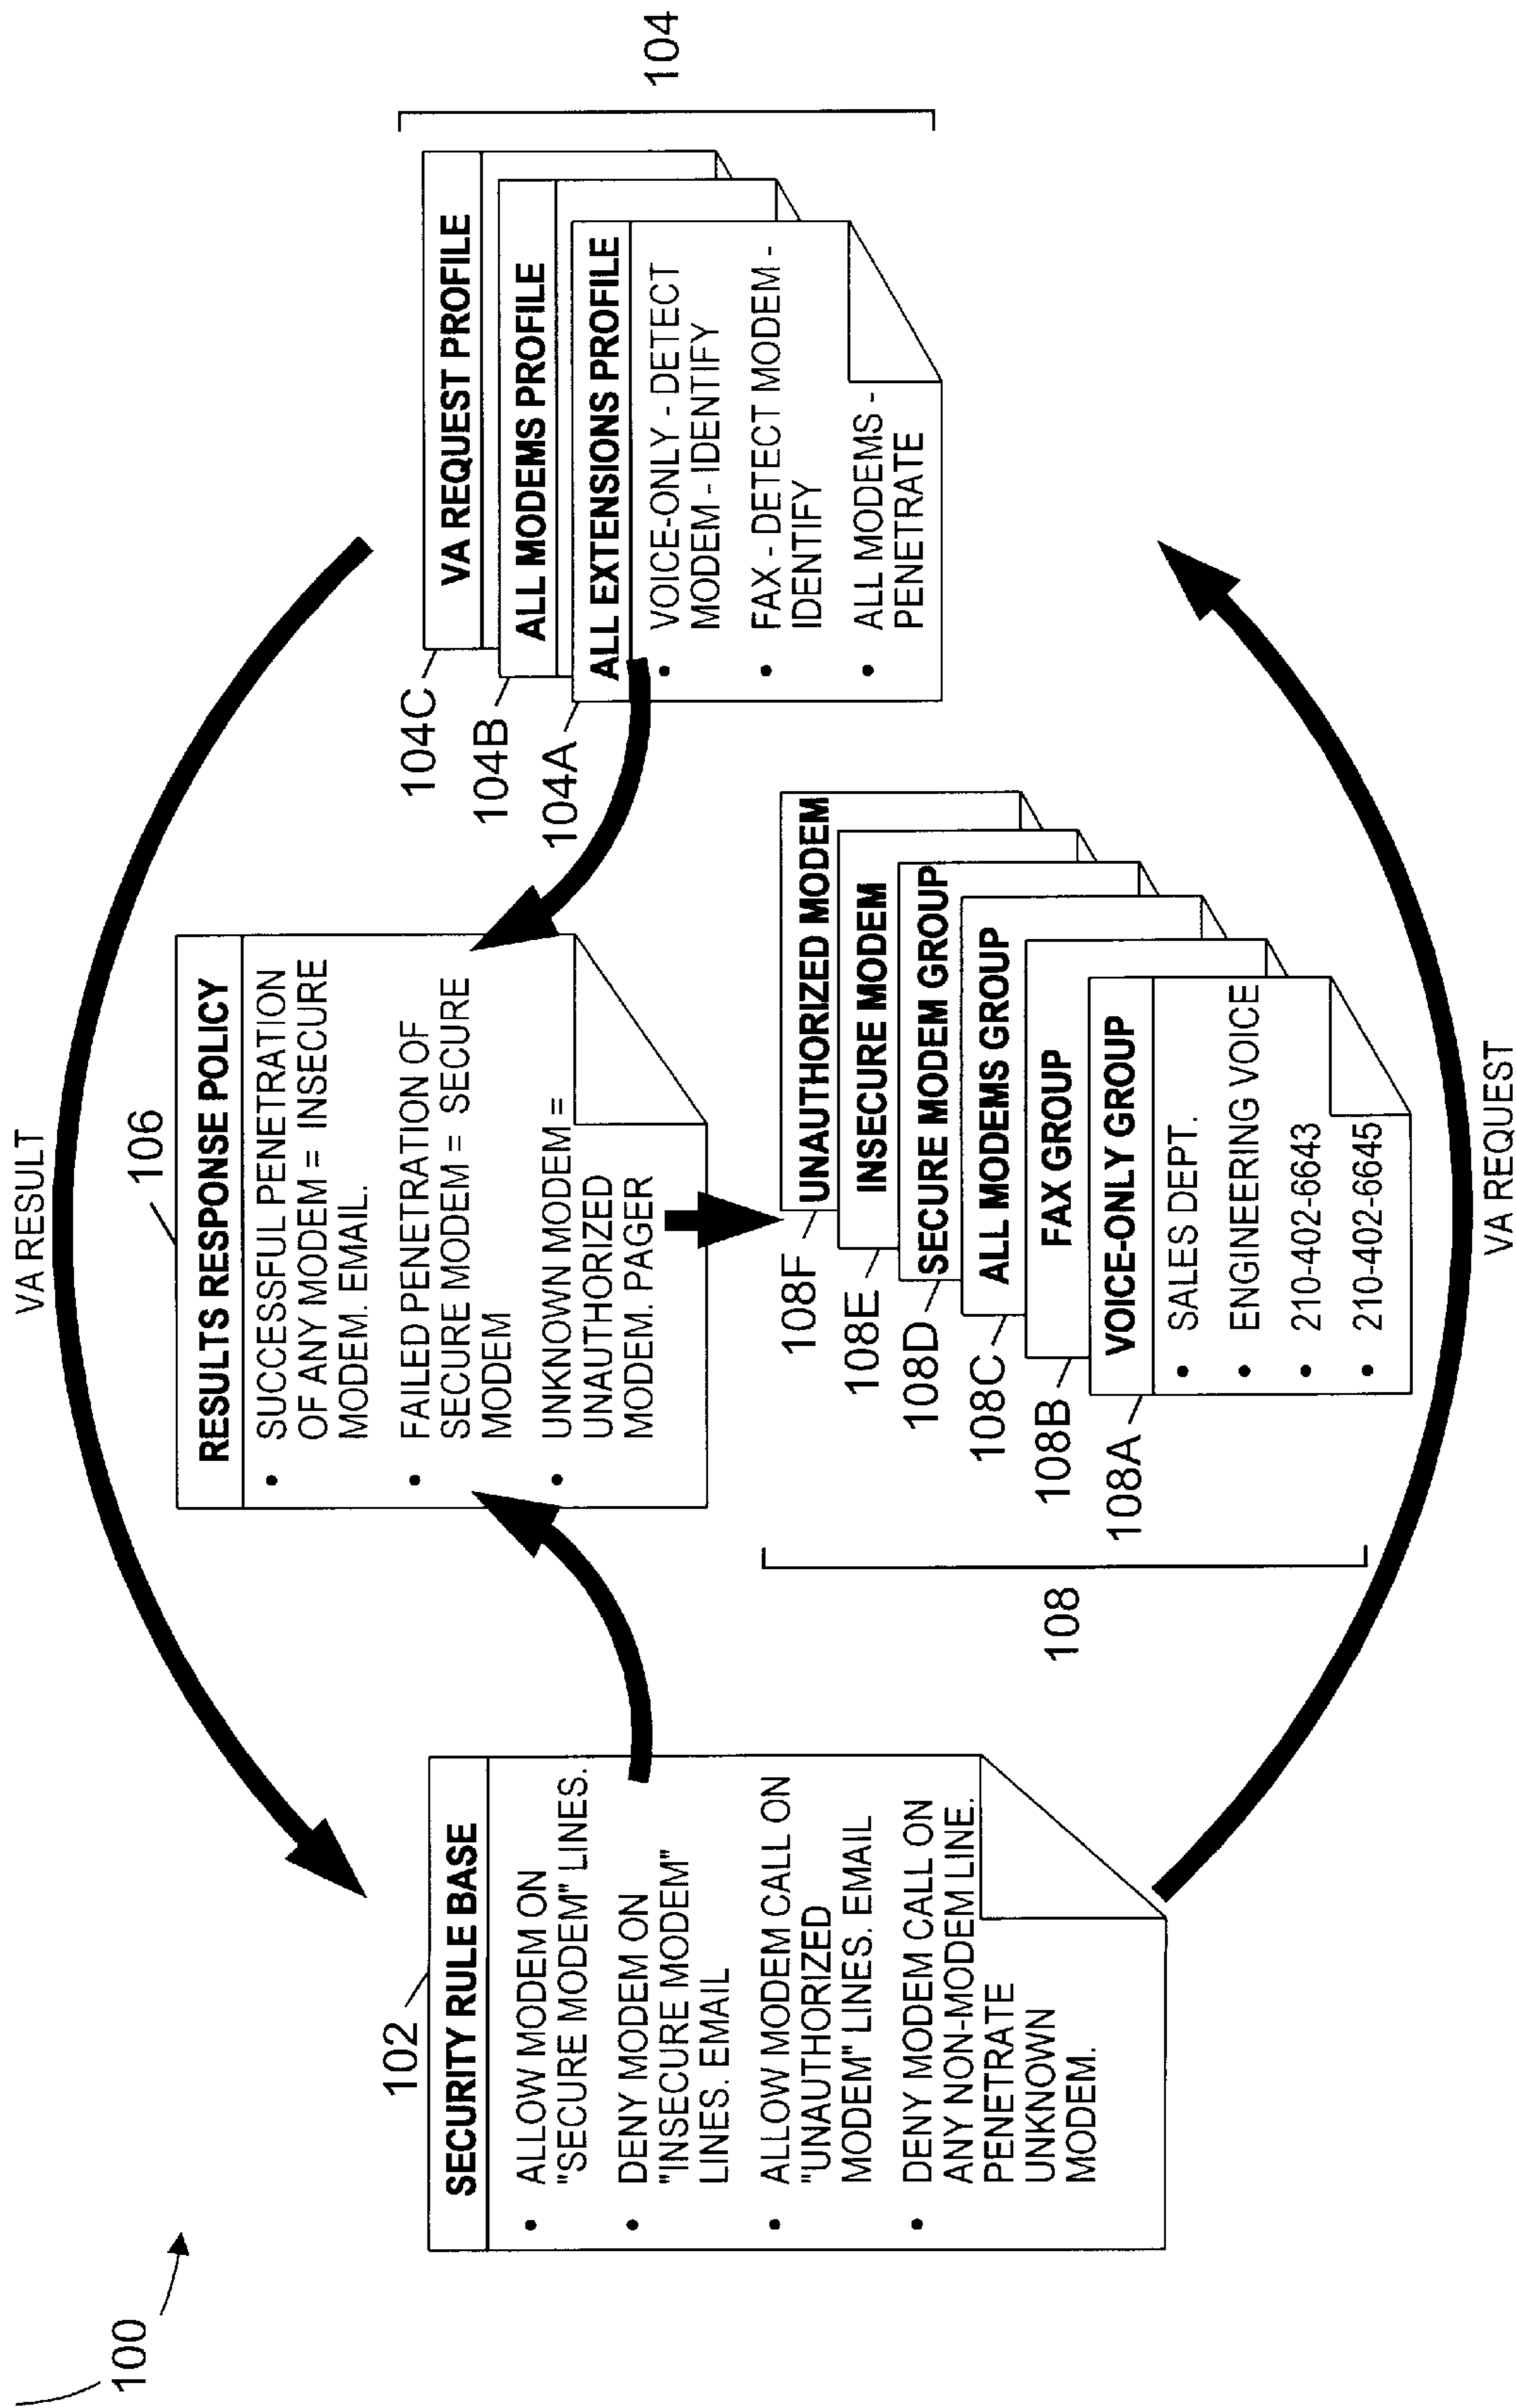 100
VA RESULT
102
SECURITY RULE BASE
• ALLOW MODEM ON
"SECURE MODEM" LINES.
• DENY MODEM ON
"INSECURE MODEM"
LINES. EMAIL
• ALLOW MODEM CALL ON
"UNAUTHORIZED
MODEM" LINES. EMAIL
• DENY MODEM CALL ON
ANY NON-MODEM LINE.
PENETRATE
UNKNOWN
MODEM.
106
RESULTS RESPONSE POLICY
• SUCCESSFUL PENETRATION
OF ANY MODEM = INSECURE
MODEM. EMAIL.
• FAILED PENETRATION OF
SECURE MODEM = SECURE
MODEM
• UNKNOWN MODEM =
UNAUTHORIZED
MODEM. PAGER
104
104C
VA REQUEST PROFILE
104B
ALL MODEMS PROFILE
104A
ALL EXTENSIONS PROFILE
• VOICE-ONLY - DETECT
MODEM - IDENTIFY
• FAX - DETECT MODEM -
IDENTIFY
• ALL MODEMS -
PENETRATE
108
108F
UNAUTHORIZED MODEM
108E
INSECURE MODEM
108D
SECURE MODEM GROUP
108C
ALL MODEMS GROUP
108B
FAX GROUP
108A
VOICE-ONLY GROUP
• SALES DEPT.
• ENGINEERING VOICE
• 210-402-6643
• 210-402-6645
VA REQUEST